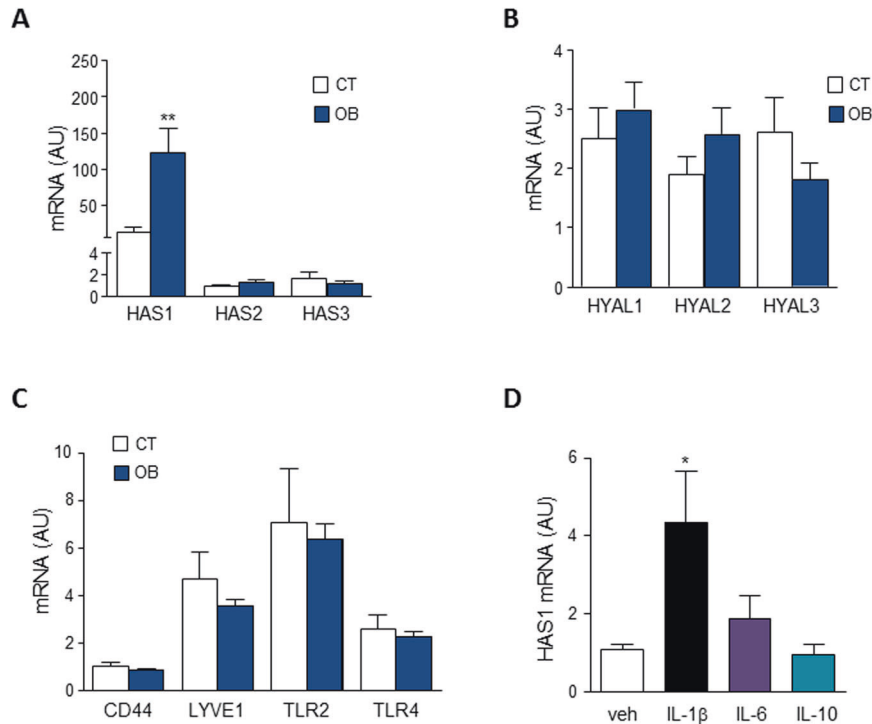 A
mRNA (AU)
250
200
150
100
50
4
2
0
**
CT
OB
HAS1 HAS2 HAS3
B
mRNA (AU)
4
3
2
1
0
CT
OB
HYAL1 HYAL2 HYAL3
C
mRNA (AU)
10
8
6
4
2
0
CT
OB
CD44 LYVE1 TLR2 TLR4
D
HAS1 mRNA (AU)
6
4
2
0
*
veh IL-1β IL-6 IL-10